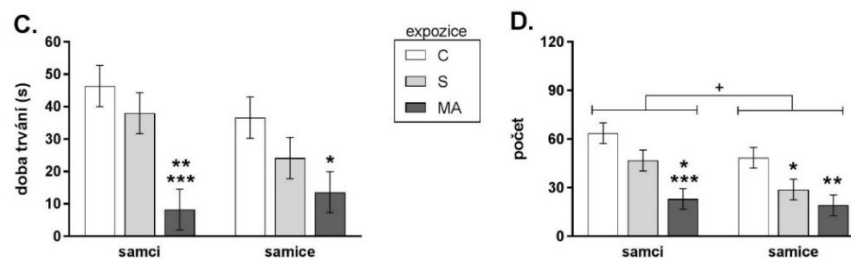 C.
doba trvání (s)
60
50
40
30
20
10
0
**
***
*
samci
samice
expozice
C
S
MA
D.
počet
120
90
60
30
0
+
*
***
*
**
samci
samice